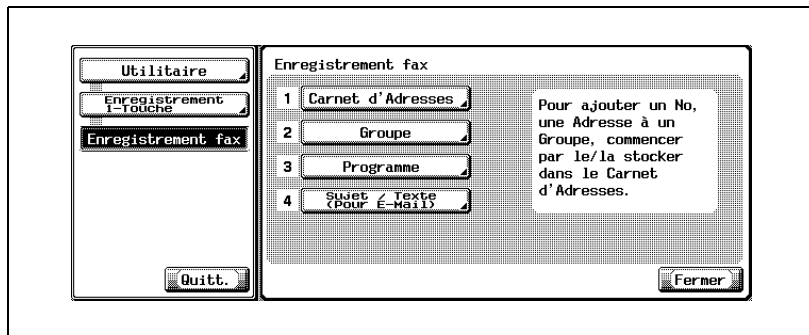 Utilitaire
Enregistrement
1-Touche
Enregistrement fax
Quitt.
Enregistrement fax
1 Carnet d'Adresses
2 Groupe
3 Programme
4 Sujet / Texte
(Pour E-Mail)
Pour ajouter un No,
une Adresse à un
Groupe, commencer
par le/la stocker
dans le Carnet
d'Adresses.
Fermer